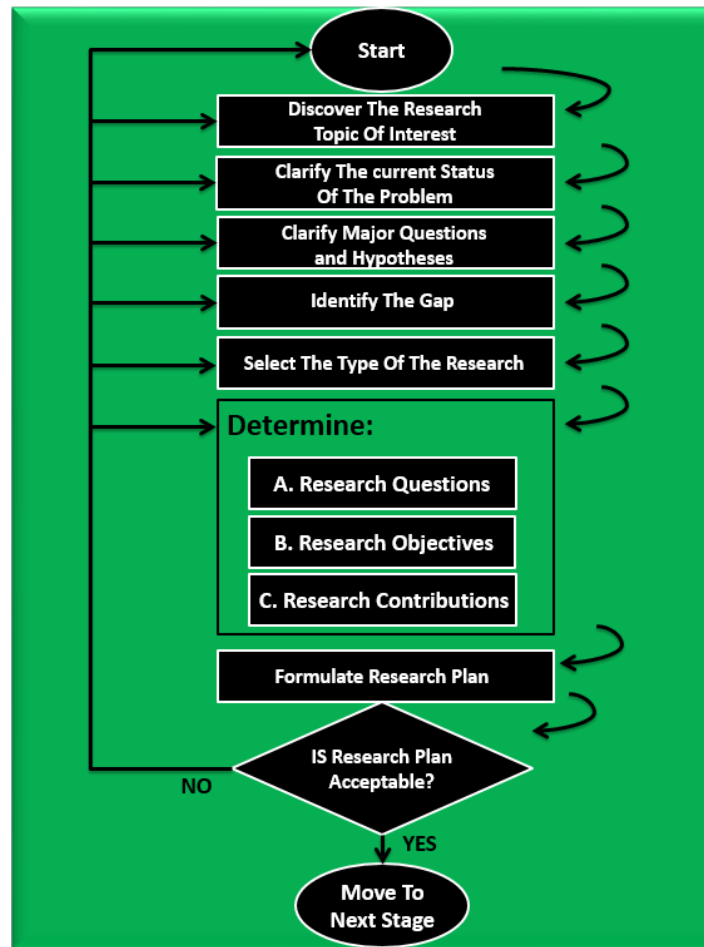 Start
Discover The Research
Topic Of Interest
Clarify The current Status
Of The Problem
Clarify Major Questions
and Hypotheses
Identify The Gap
Select The Type Of The Research
Determine:
A. Research Questions
B. Research Objectives
C. Research Contributions
Formulate Research Plan
IS Research Plan
Acceptable?
NO
YES
Move To
Next Stage